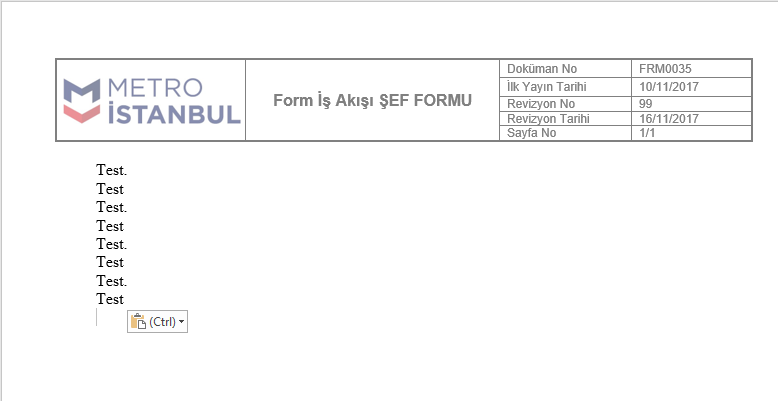 METRO
İSTANBUL
Form İş Akışı ŞEF FORMU
Doküman No FRM0035
İlk Yayın Tarihi 10/11/2017
Revizyon No 99
Revizyon Tarihi 16/11/2017
Sayfa No 1/1
Test.
Test
Test.
Test
Test.
Test
Test.
Test
(Ctrl)